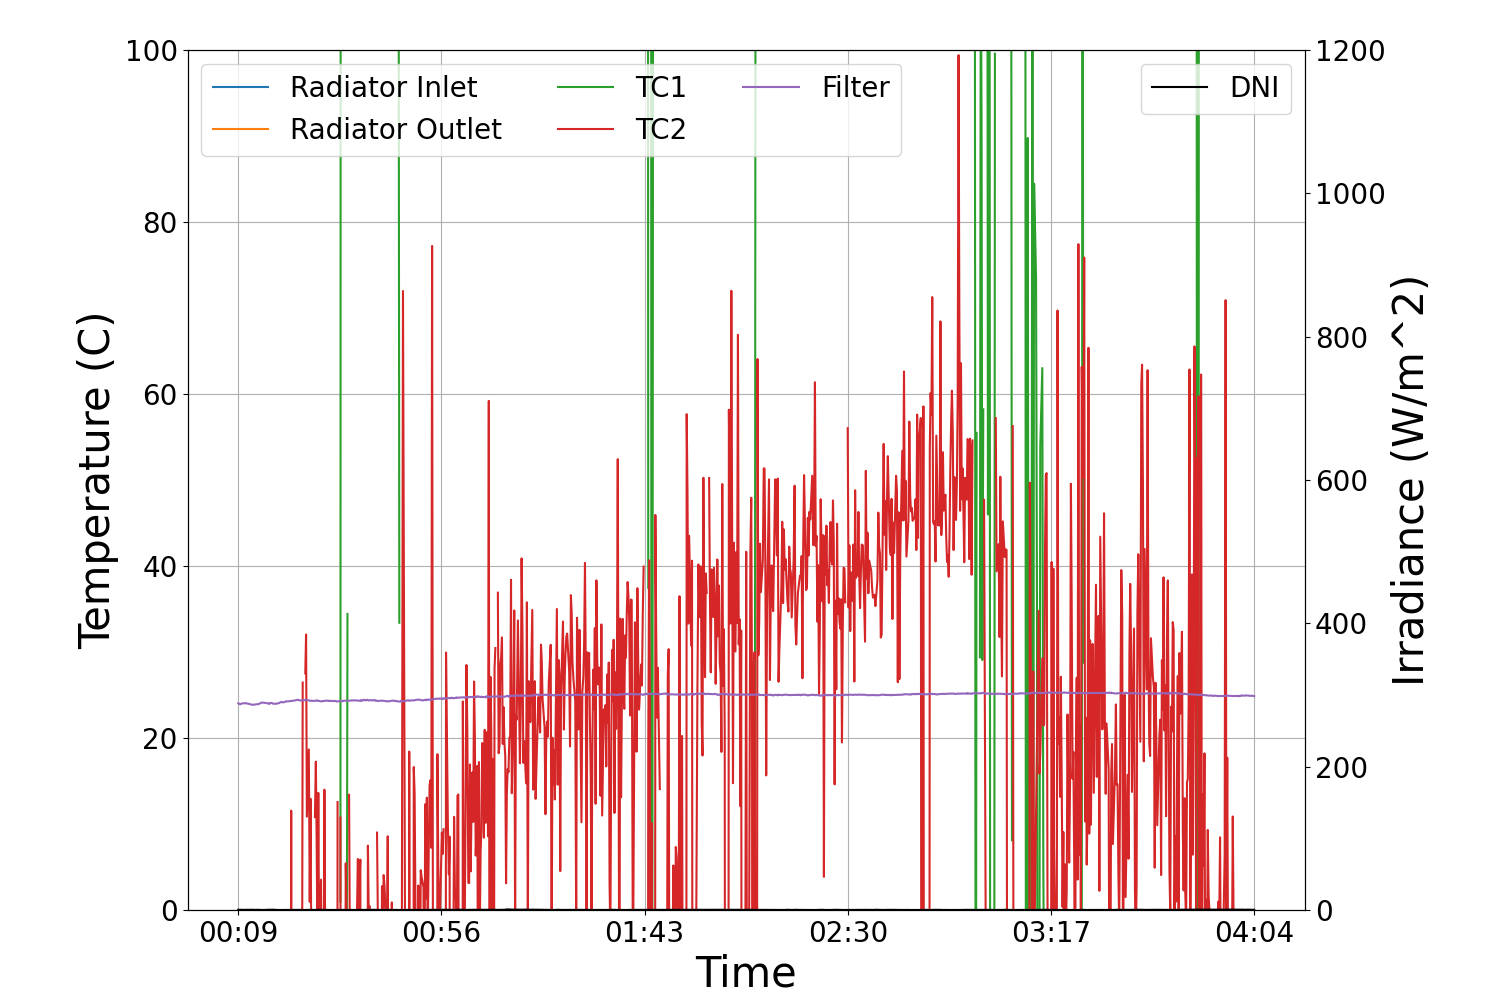 100
80
60
40
20
0
Temperature (C)
Radiator Inlet
Radiator Outlet
TC1
TC2
Filter
DNI
1200
1000
800
600
400
200
0
Irradiance (W/m^2)
00:09 00:56 01:43 02:30 03:17 04:04
Time